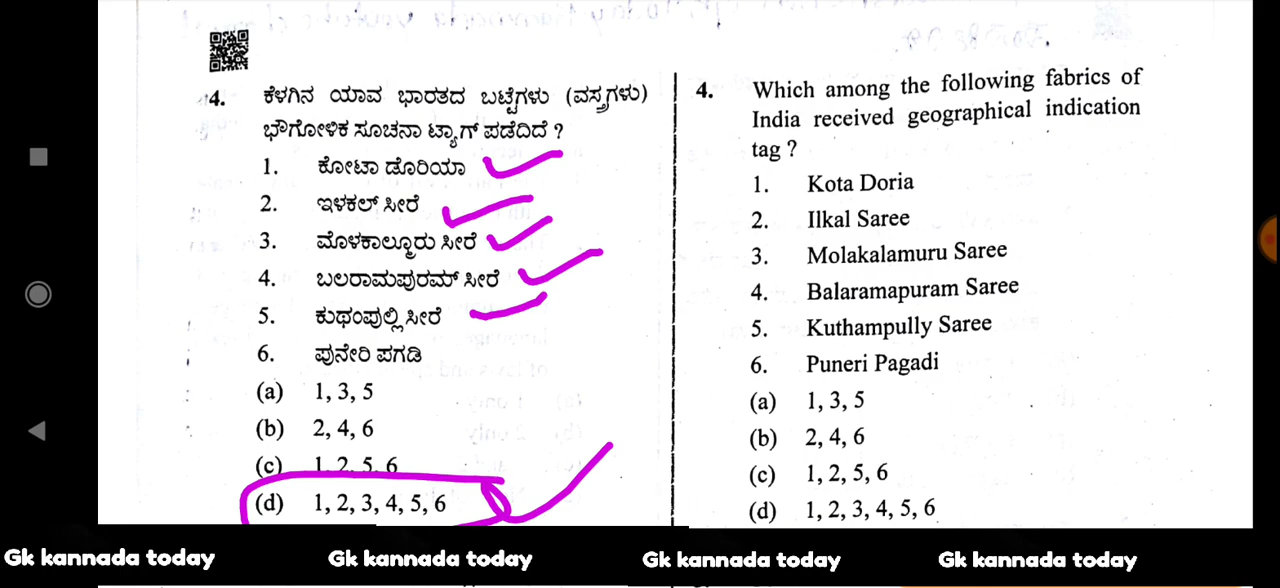 4. ಕೆಳಗಿನ ಯಾವ ಭಾರತದ ಬಟ್ಟೆಗಳು (ವಸ್ತ್ರಗಳು)
ಭೌಗೋಳಿಕ ಸೂಚನಾ ಟ್ಯಾಗ್ ಪಡೆದಿದೆ ?
1. ಕೋಟಾ ಡೊರಿಯಾ
2. ಇಳಕಲ್ ಸೀರೆ
3. ಮೊಳಕಾಲ್ಮೂರು ಸೀರೆ
4. ಬಲರಾಮಪುರಮ್ ಸೀರೆ
5. ಕುಥಂಪುಲ್ಲಿ ಸೀರೆ
6. ಪುನೇರಿ ಪಗಡಿ
(a) 1, 3, 5
(b) 2, 4, 6
(c) 1, 2, 5, 6
(d) 1, 2, 3, 4, 5, 6
4. Which among the following fabrics of
India received geographical indication
tag ?
1. Kota Doria
2. Ilkal Saree
3. Molakalamuru Saree
4. Balaramapuram Saree
5. Kuthampully Saree
6. Puneri Pagadi
(a) 1, 3, 5
(b) 2, 4, 6
(c) 1, 2, 5, 6
(d) 1, 2, 3, 4, 5, 6
Gk kannada today Gk kannada today Gk kannada today Gk kannada today